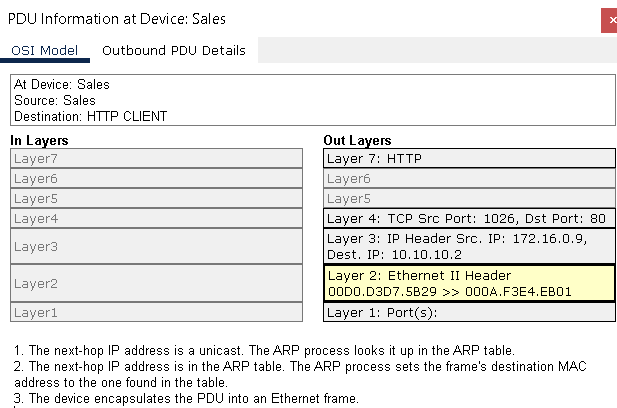 PDU Information at Device: Sales
x
OSI Model
Outbound PDU Details
At Device: Sales
Source: Sales
Destination: HTTP CLIENT
In Layers
Out Layers
Layer7
Layer 7: HTTP
Layer6
Layer6
Layer5
Layer5
Layer4
Layer 4: TCP Src Port: 1026, Dst Port: 80
Layer3
Layer 3: IP Header Src. IP: 172.16.0.9,
Dest. IP: 10.10.10.2
Layer2
Layer 2: Ethernet II Header
00D0.D3D7.5B29 >> 000A.F3E4.EB01
Layer1
Layer 1: Port(s):
1. The next-hop IP address is a unicast. The ARP process looks it up in the ARP table.
2. The next-hop IP address is in the ARP table. The ARP process sets the frame's destination MAC
address to the one found in the table.
3. The device encapsulates the PDU into an Ethernet frame.